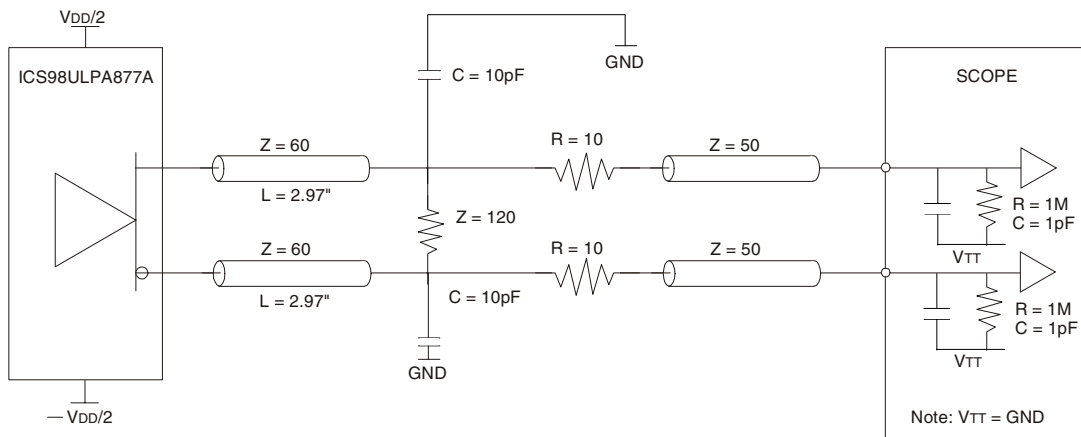 VDD/2
ICS98ULPA877A
GND
C = 10pF
SCOPE
Z = 60
L = 2.97"
R = 10
Z = 50
Z = 120
R = 1M
C = 1pF
VTT
Z = 60
L = 2.97"
C = 10pF
R = 10
Z = 50
R = 1M
C = 1pF
VTT
GND
— VDD/2
Note: VTT = GND